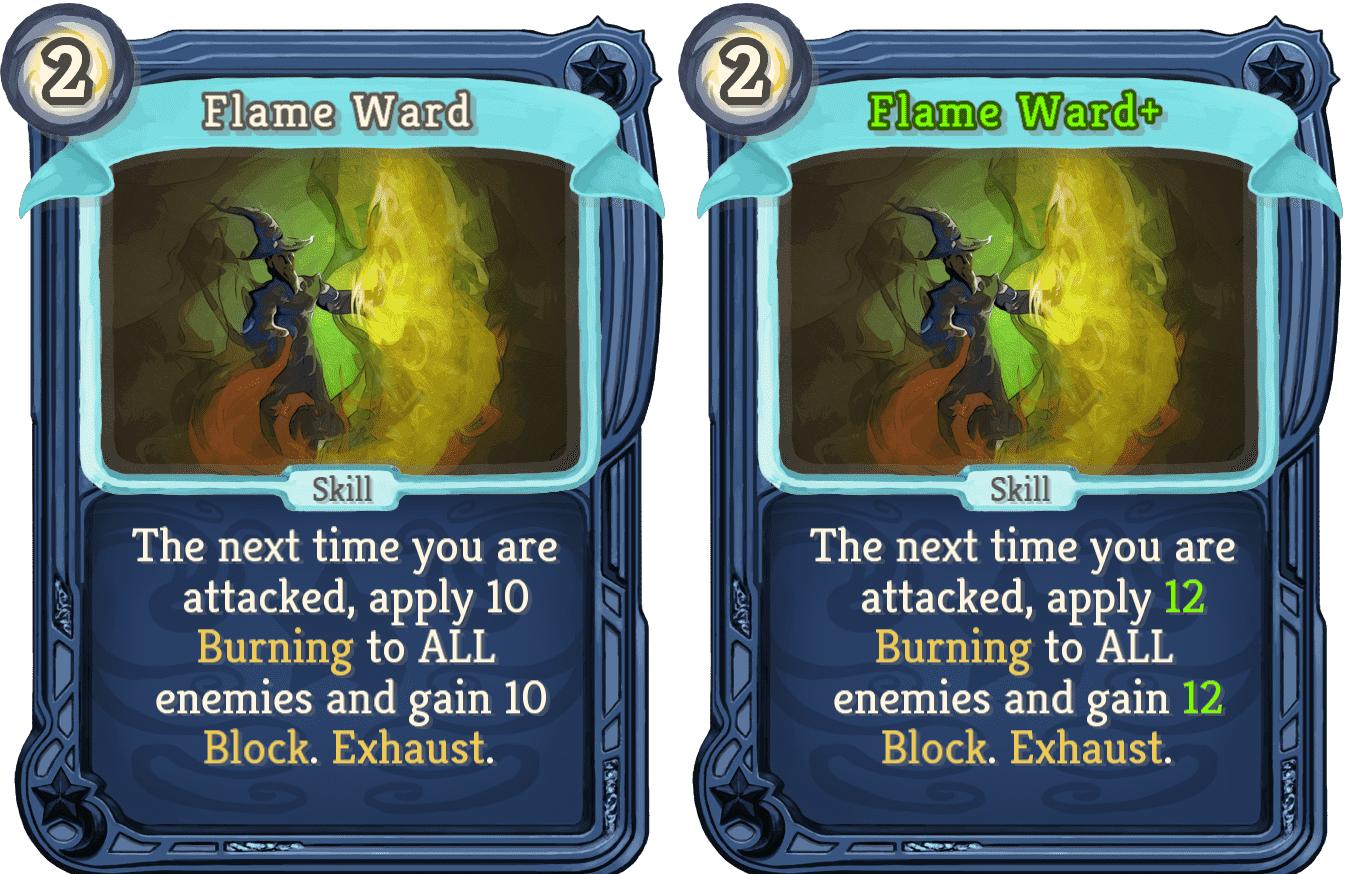 2
Flame Ward
Skill
The next time you are
attacked, apply 10
Burning to ALL
enemies and gain 10
Block. Exhaust.
2
Flame Ward+
Skill
The next time you are
attacked, apply 12
Burning to ALL
enemies and gain 12
Block. Exhaust.